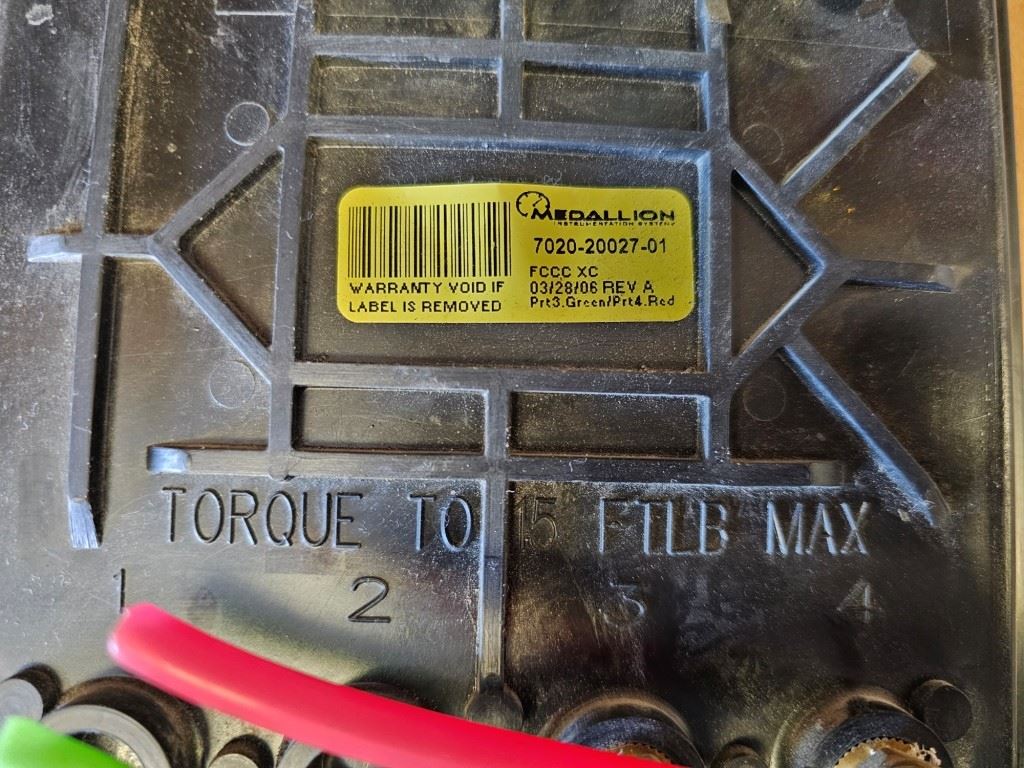 MEDALLION
INSTRUMENTATION SYSTEMS
7020-20027-01
FCCC XC
WARRANTY VOID IF 03/28/06 REV A
LABEL IS REMOVED Prt3.Green/Prt4.Red
TORQUE TO 15 FTLB MAX
1 2 3 4